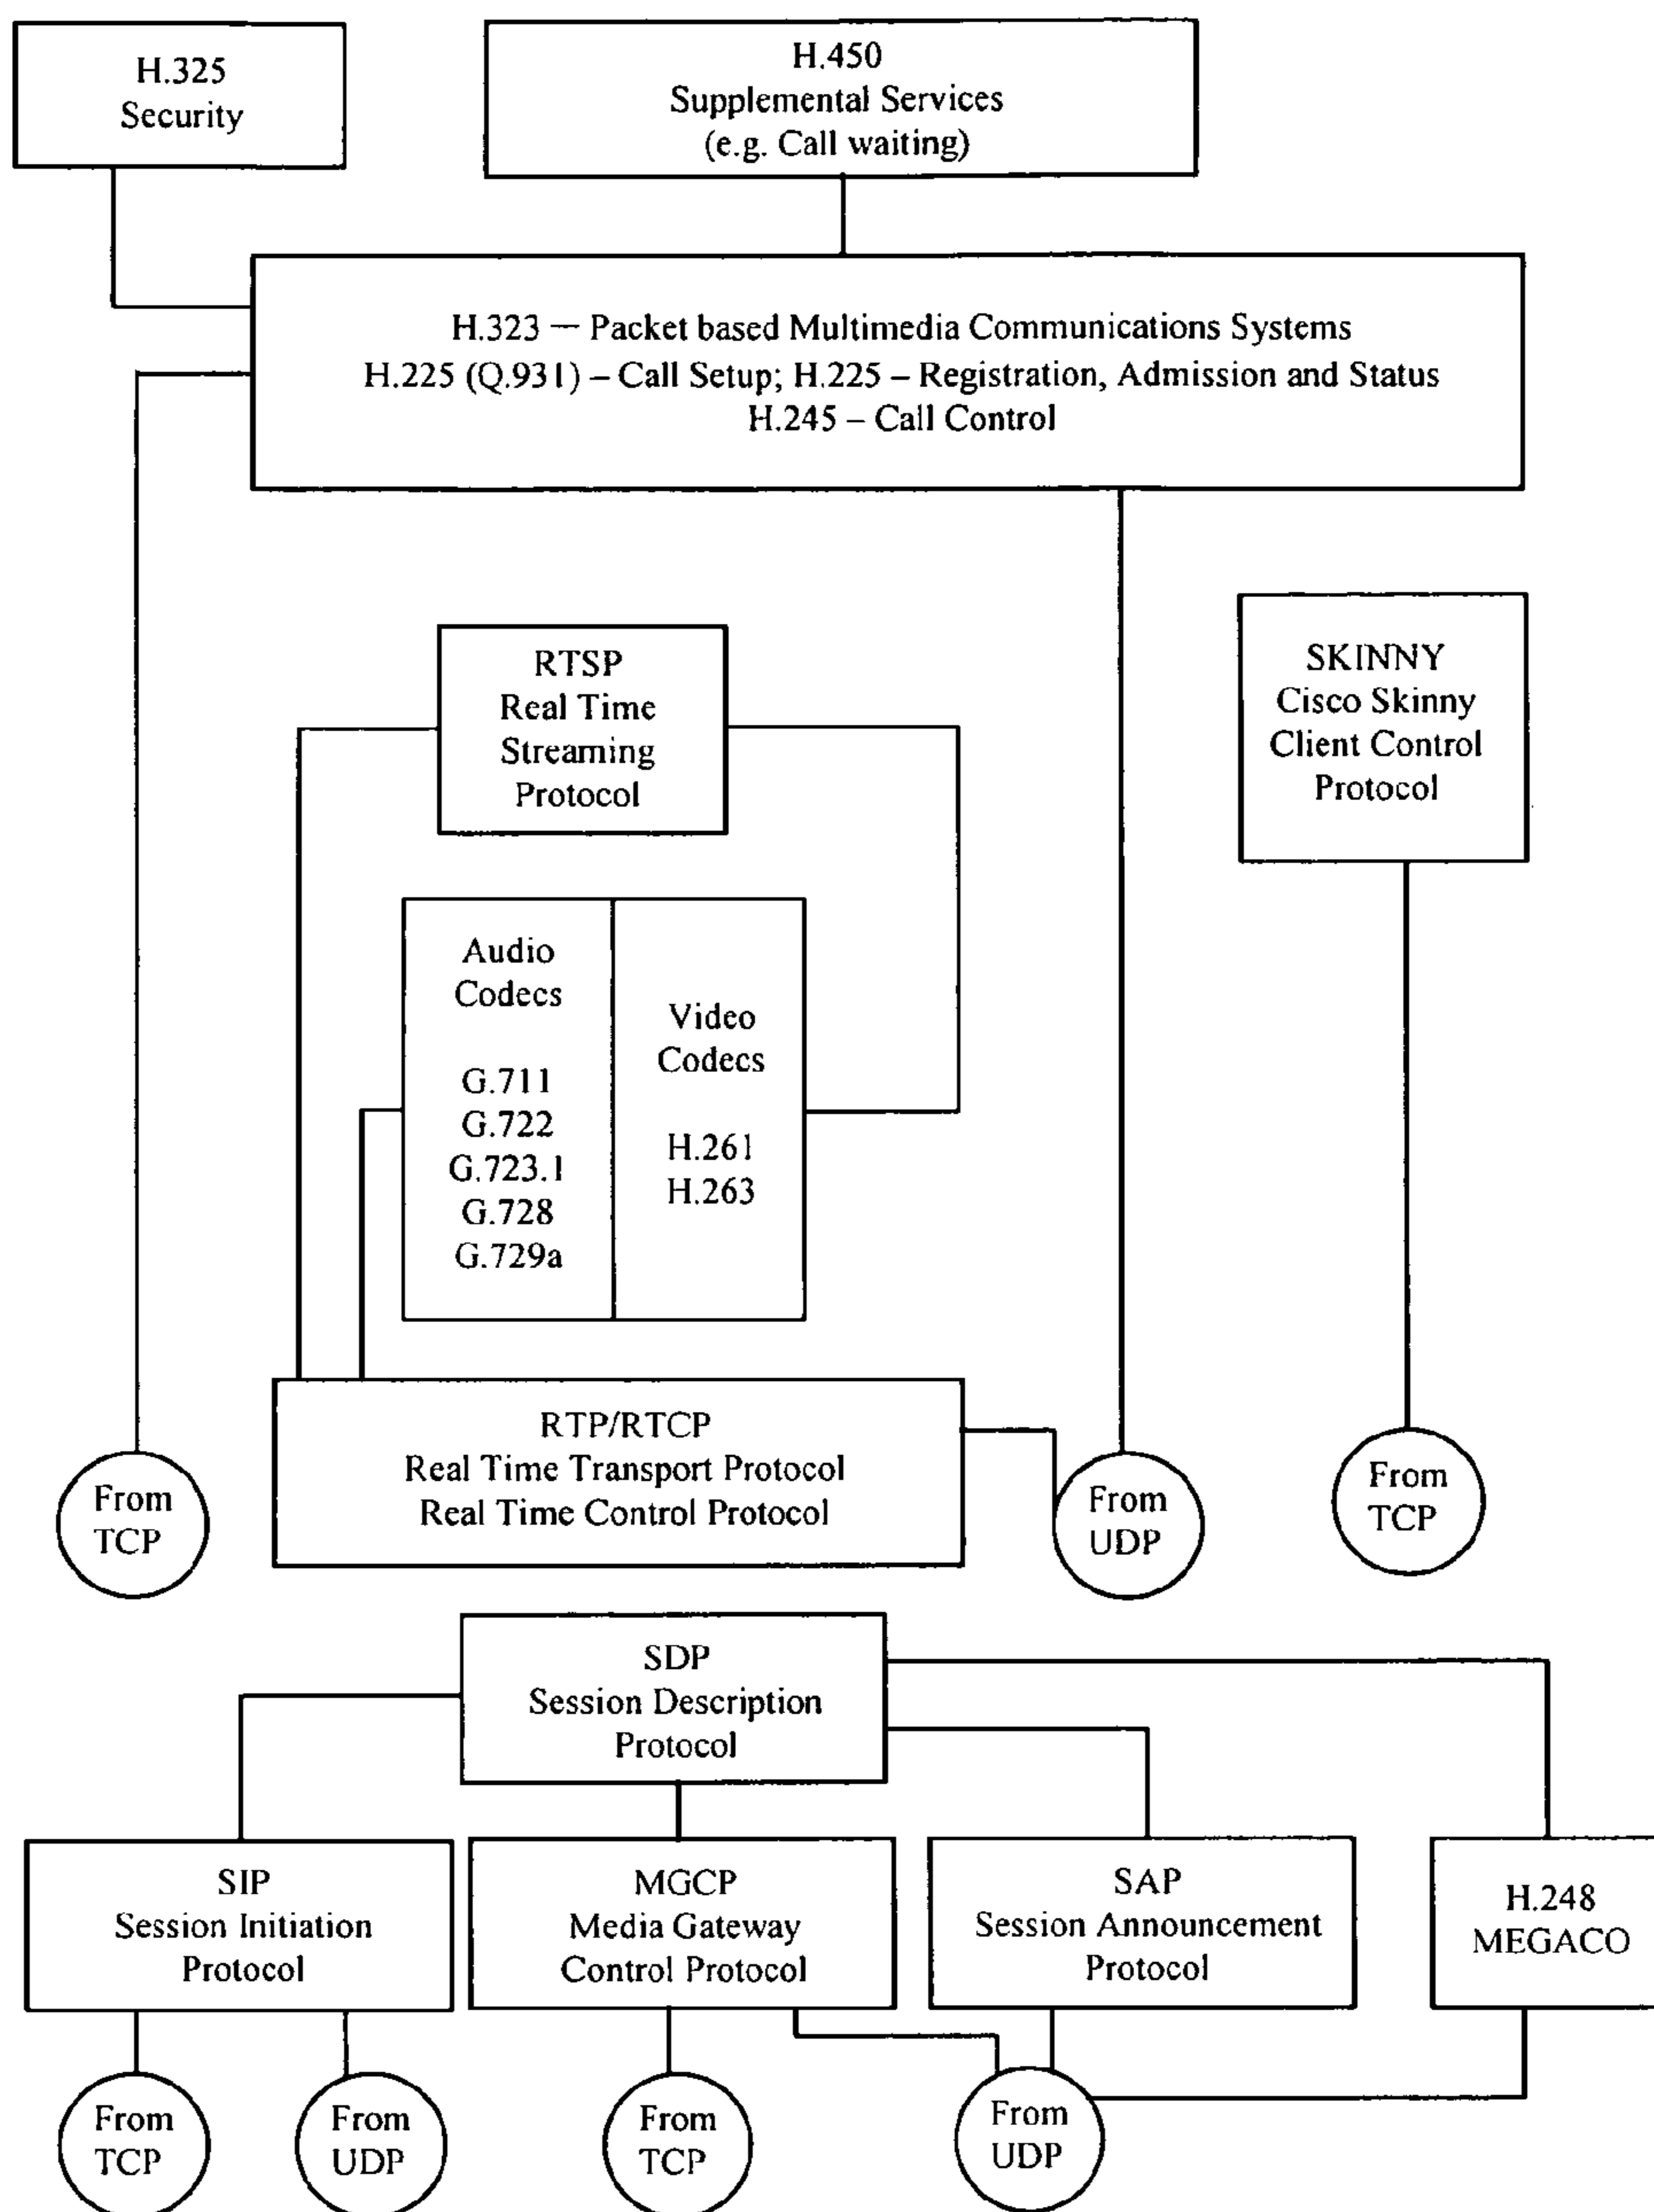 H.325
Security
H.450
Supplemental Services
(e.g. Call waiting)
H.323 — Packet based Multimedia Communications Systems
H.225 (Q.931) – Call Setup; H.225 – Registration, Admission and Status
H.245 – Call Control
RTSP
Real Time
Streaming
Protocol
SKINNY
Cisco Skinny
Client Control
Protocol
Audio
Codecs
G.711
G.722
G.723.1
G.728
G.729a
Video
Codecs
H.261
H.263
RTP/RTCP
Real Time Transport Protocol
Real Time Control Protocol
From
TCP
From
UDP
From
TCP
SDP
Session Description
Protocol
SIP
Session Initiation
Protocol
MGCP
Media Gateway
Control Protocol
SAP
Session Announcement
Protocol
H.248
MEGACO
From
TCP
From
UDP
From
TCP
From
UDP